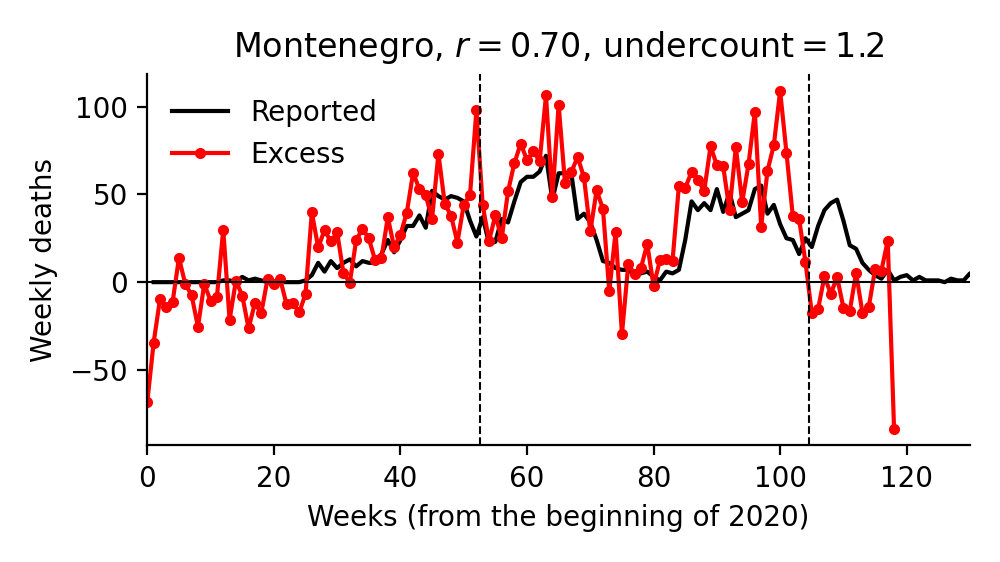 Montenegro, r = 0.70, undercount = 1.2
Reported
Excess
Weekly deaths
100
50
0
−50
0 20 40 60 80 100 120
Weeks (from the beginning of 2020)